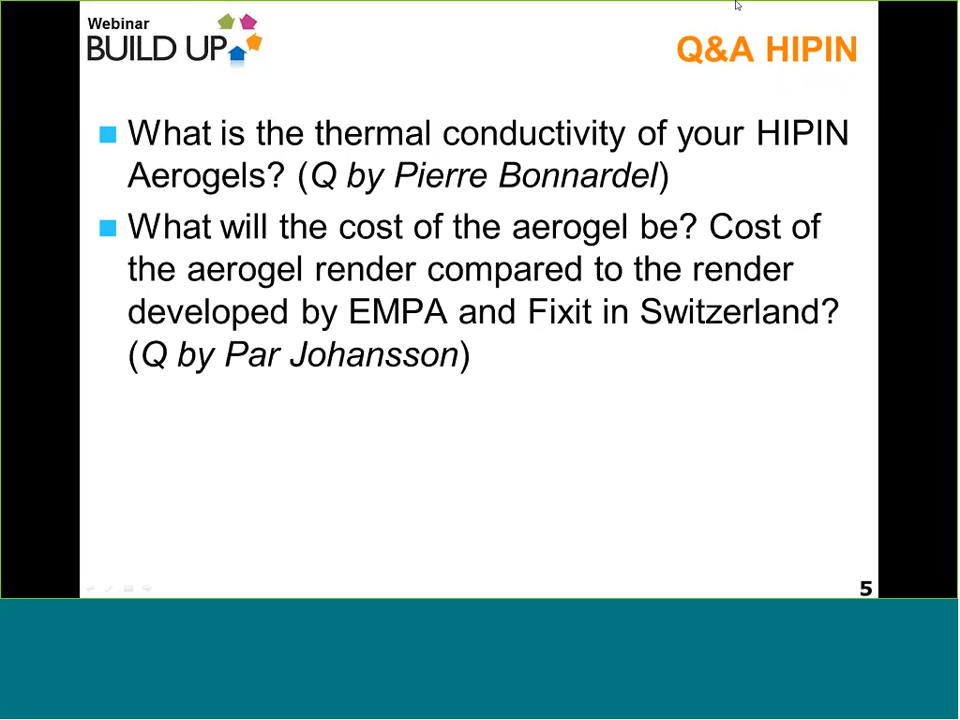 Webinar
BUILD UP
Q&A HIPIN
What is the thermal conductivity of your HIPIN
Aerogels? (Q by Pierre Bonnardel)
What will the cost of the aerogel be? Cost of
the aerogel render compared to the render
developed by EMPA and Fixit in Switzerland?
(Q by Par Johansson)
5